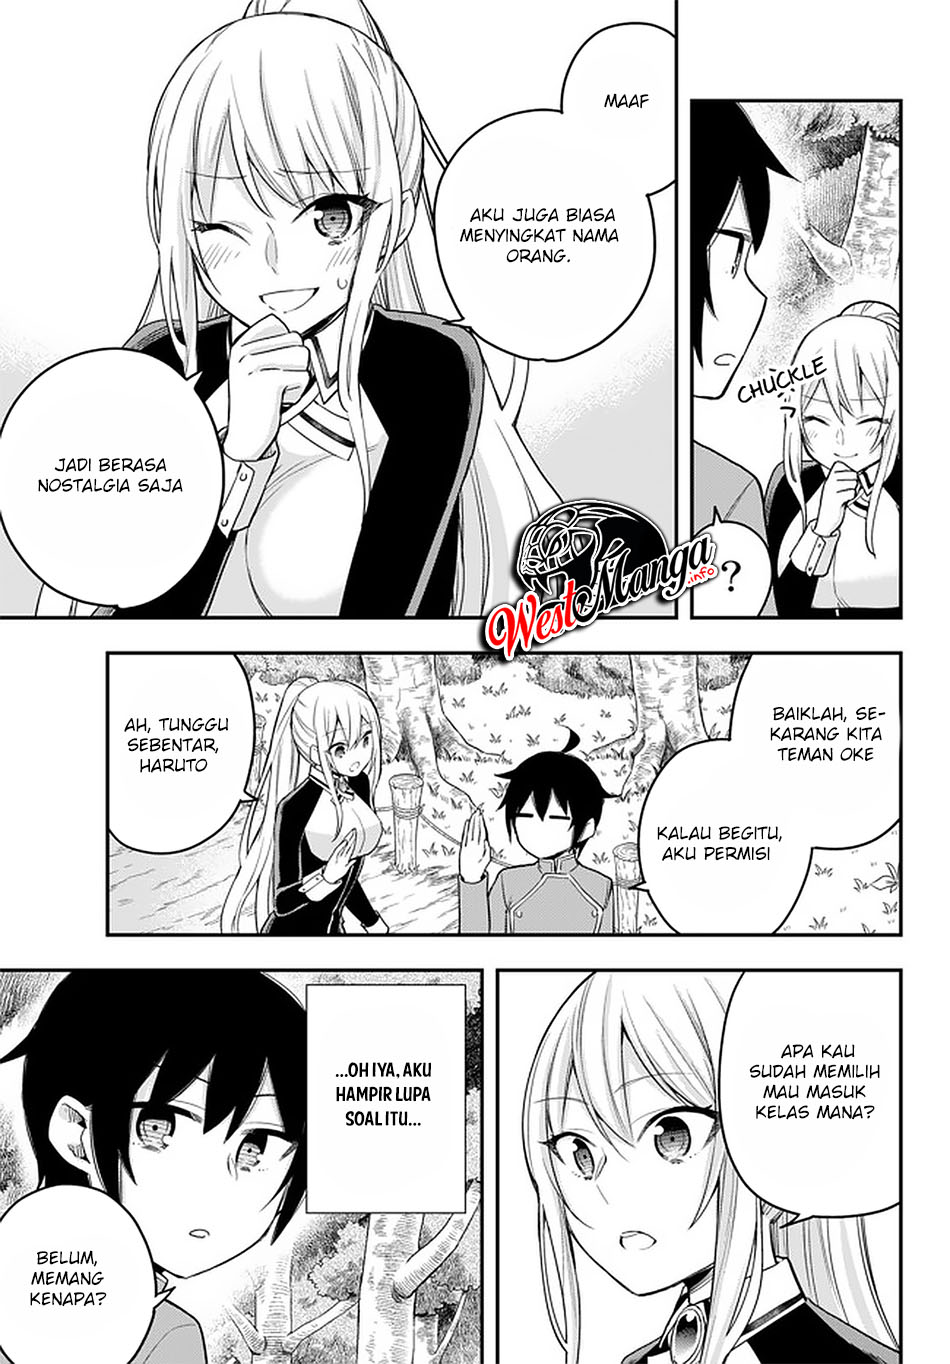 CHUCKLE
?
MAAF
AKU JUGA BIASA
MENYINGKAT NAMA
ORANG.
JADI BERASA
NOSTALGIA SAJA
WestManga
.info
BAIKLAH, SE-
KARANG KITA
TEMAN OKE
KALAU BEGITU,
AKU PERMISI
AH, TUNGGU
SEBENTAR,
HARUTO
APA KAU
SUDAH MEMILIH
MAU MASUK
KELAS MANA?
...OH IYA, AKU
HAMPIR LUPA
SOAL ITU...
BELUM,
MEMANG
KENAPA?